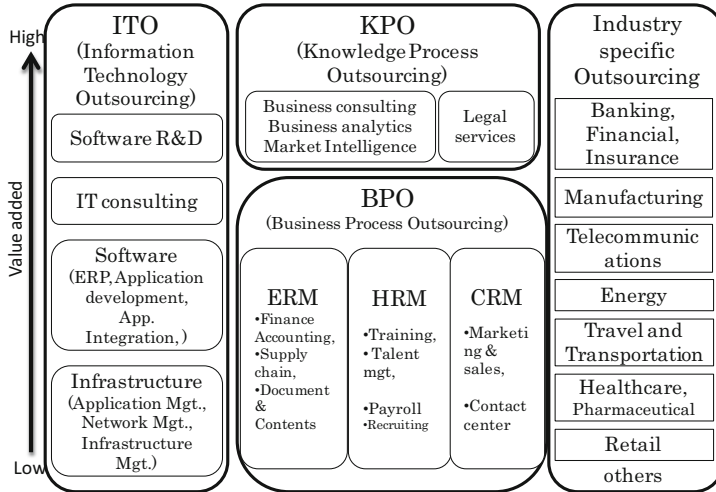 High
Value added
Low
ITO
(Information
Technology
Outsourcing)
Software R&D
IT consulting
Software
(ERP, Application
development,
App.
Integration, )
Infrastructure
(Application Mgt.,
Network Mgt.,
Infrastructure
Mgt.)
KPO
(Knowledge Process
Outsourcing)
Business consulting
Business analytics
Market Intelligence
Legal
services
BPO
(Business Process Outsourcing)
ERM
•Finance
Accounting,
•Supply
chain,
•Document
&
Contents
HRM
•Training,
• Talent
mgt,
•Payroll
•Recruiting
CRM
• Marketi
ng &
sales,
• Contact
center
Industry
specific
Outsourcing
Banking,
Financial,
Insurance
Manufacturing
Telecommunic
ations
Energy
Travel and
Transportation
Healthcare,
Pharmaceutical
Retail
others